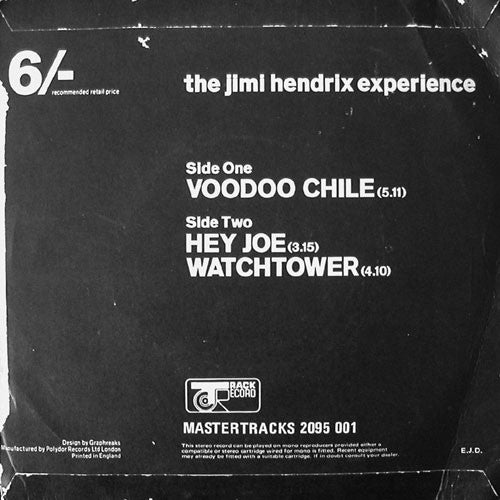 6/-
recommended retail price
the jimi hendrix experience
Side One
VOODOO CHILE (5.11)
Side Two
HEY JOE (3.15)
WATCHTOWER (4.10)
TRACK
RECORD
MASTERTRACKS 2095 001
Design by Graphreaks
Manufactured by Polydor Records Ltd London
Printed in England
This stereo record can be played on mono reproducers provided either a
compatible or stereo cartridge wired for mono is fitted. Recent equipment
may already be fitted with a suitable cartridge. If in doubt consult your dealer.
E.J.D.